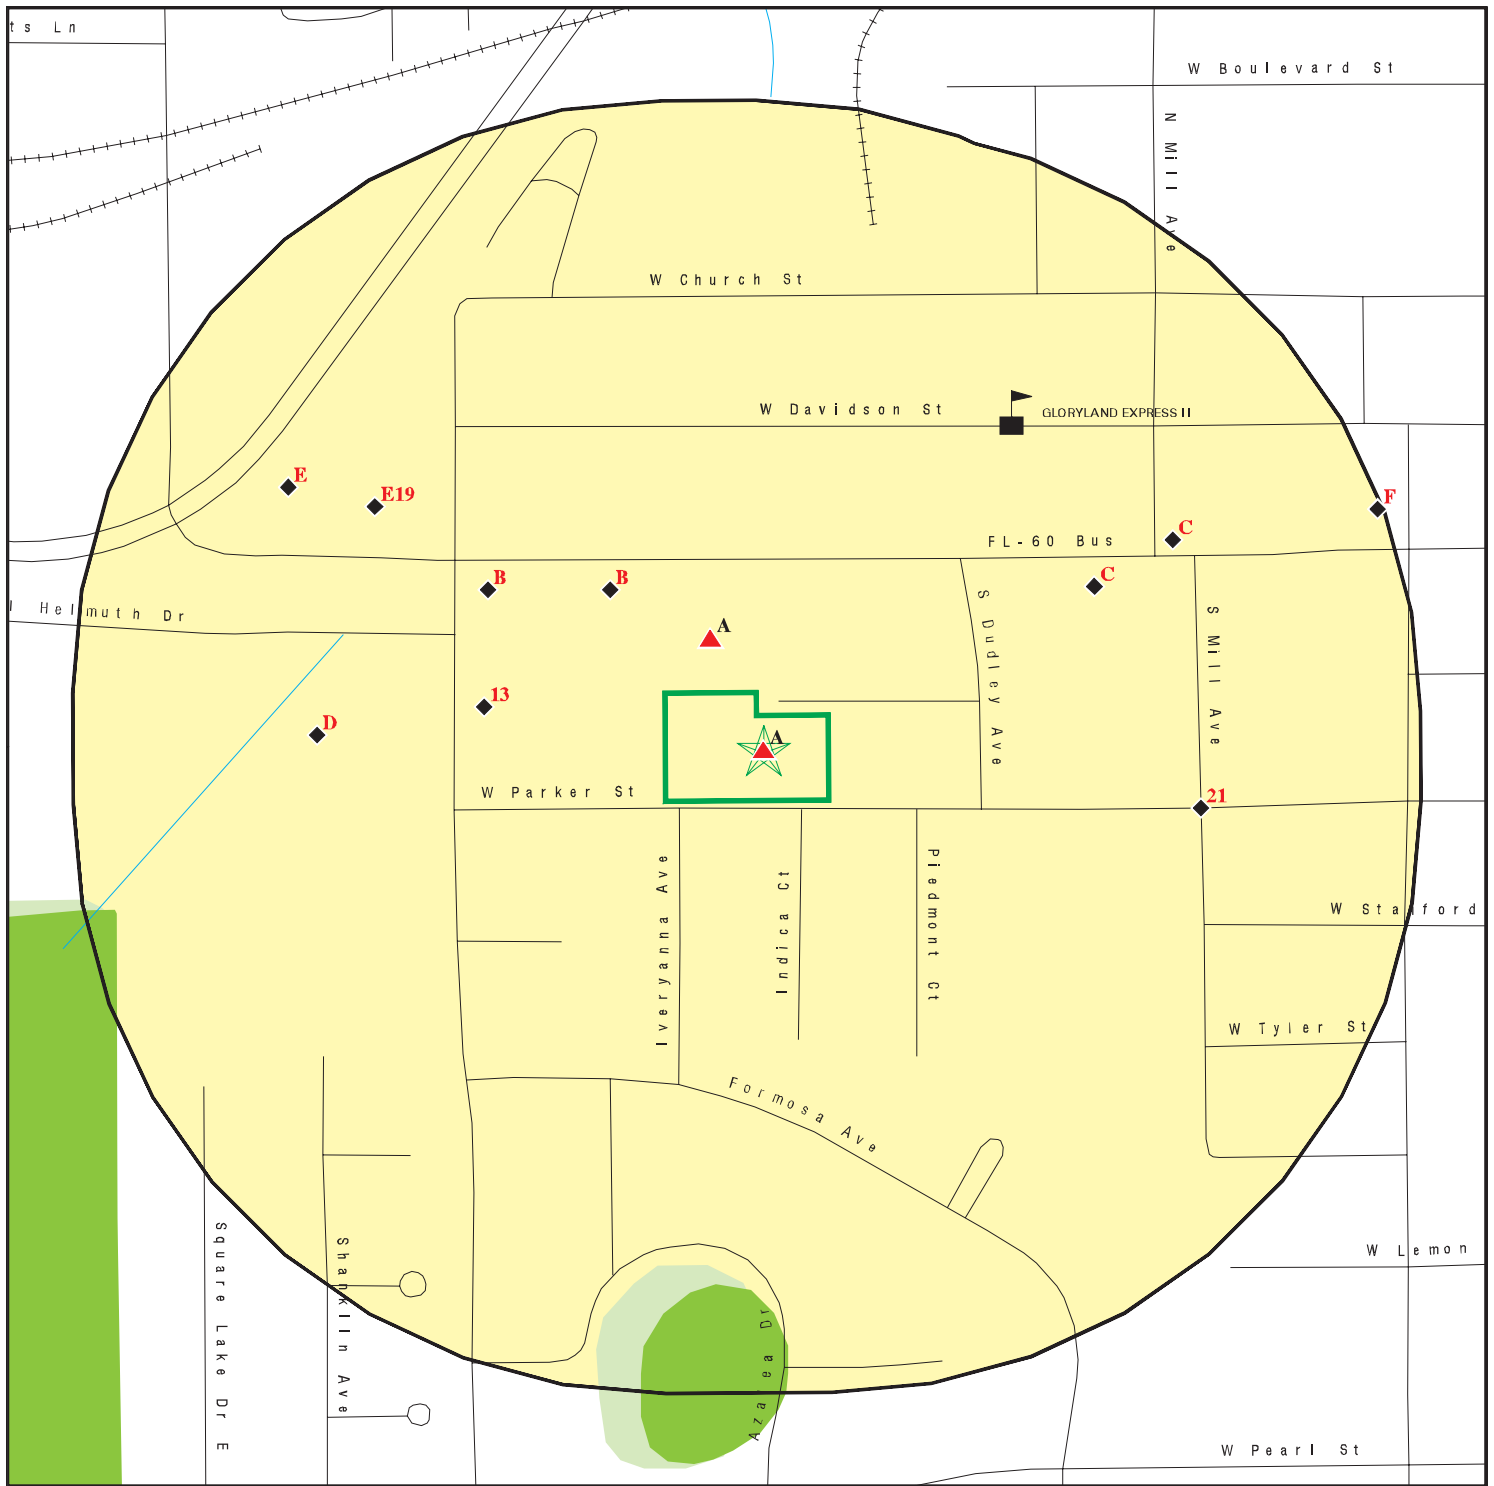 ts Ln
W Boulevard St
N Mill Ave
W Church St
W Davidson St
GLORYLAND EXPRESS II
E
E19
F
C
FL-60 Bus
B
B
C
l Helmuth Dr
A
S Dudley Ave
S Mill Ave
13
D
A
W Parker St
21
Iveryanna Ave
Indica Ct
Piedmont Ct
W Stanford
W Tyler St
Formosa Ave
Square Lake Dr E
Shanklin Ave
W Lemon
Azalea Dr
W Pearl St